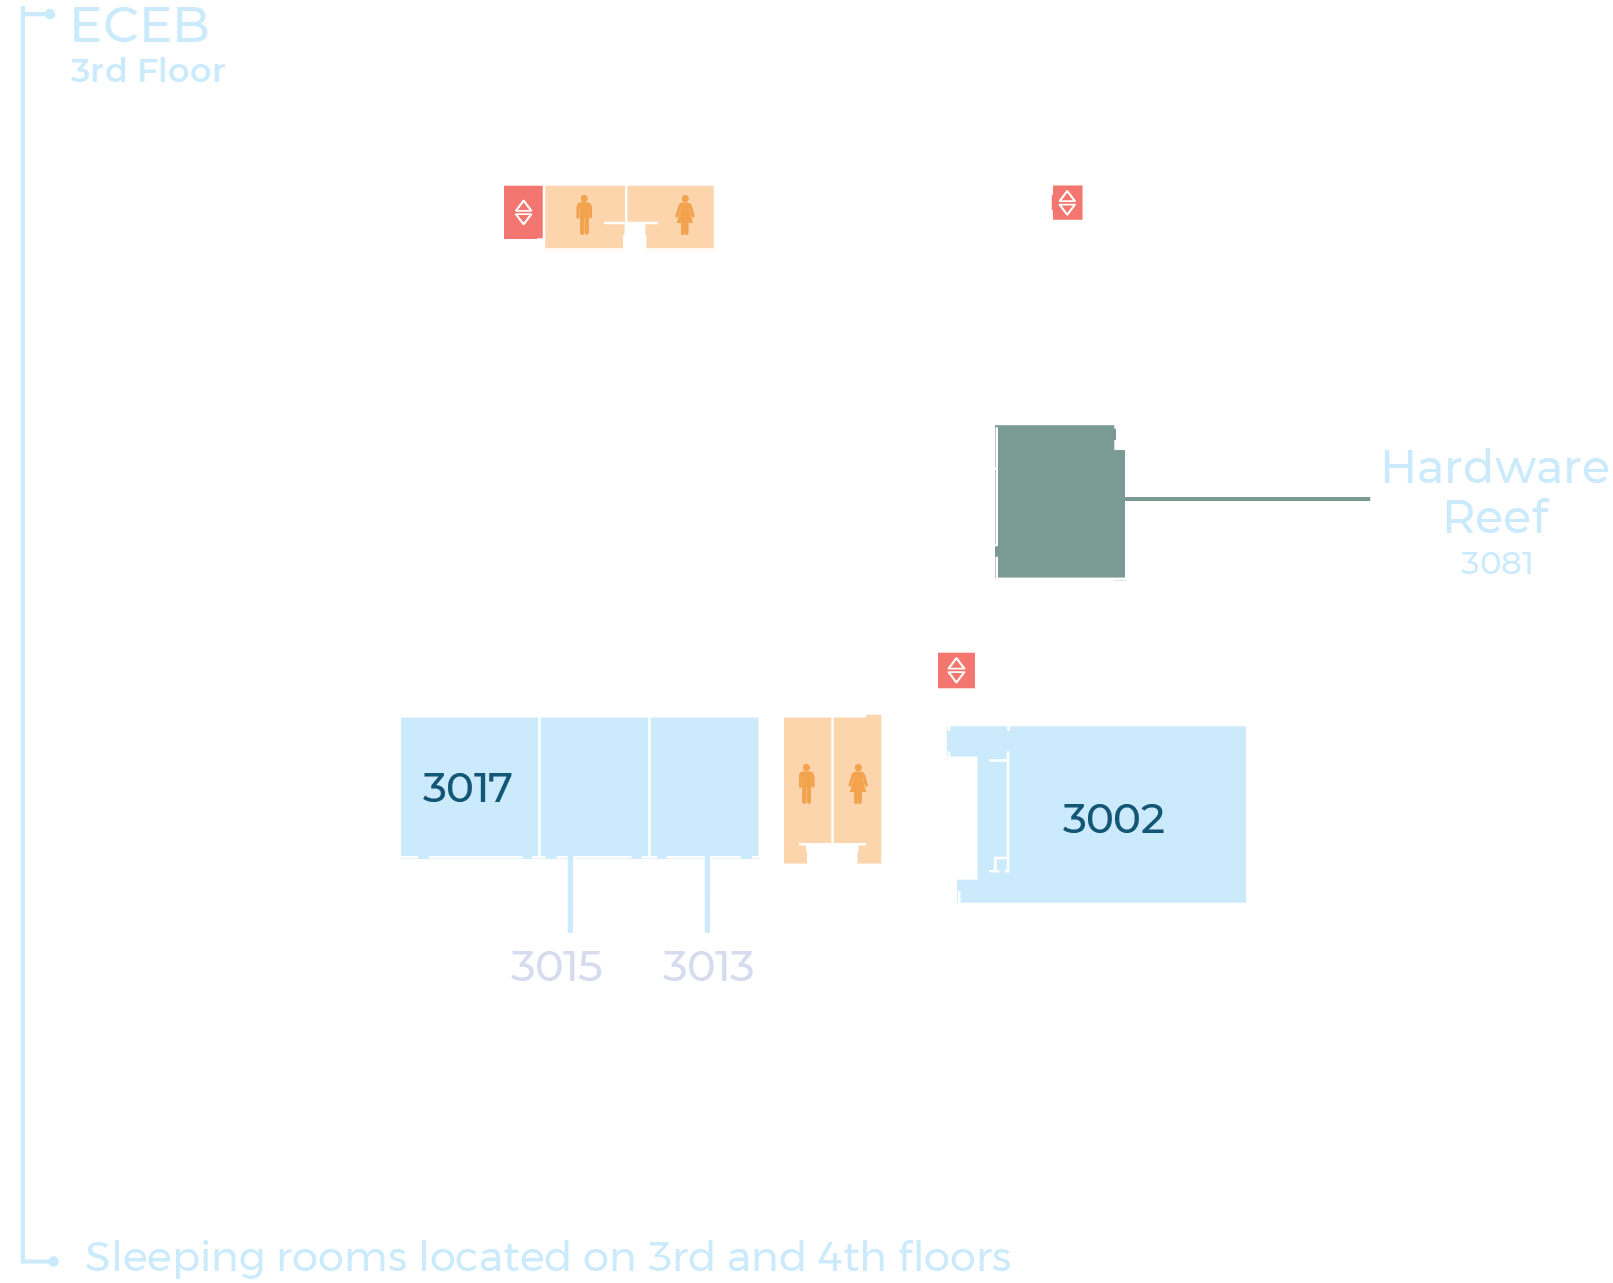 ECEB
3rd Floor
Hardware
Reef
3081
3017
3002
3015
3013
Sleeping rooms located on 3rd and 4th floors